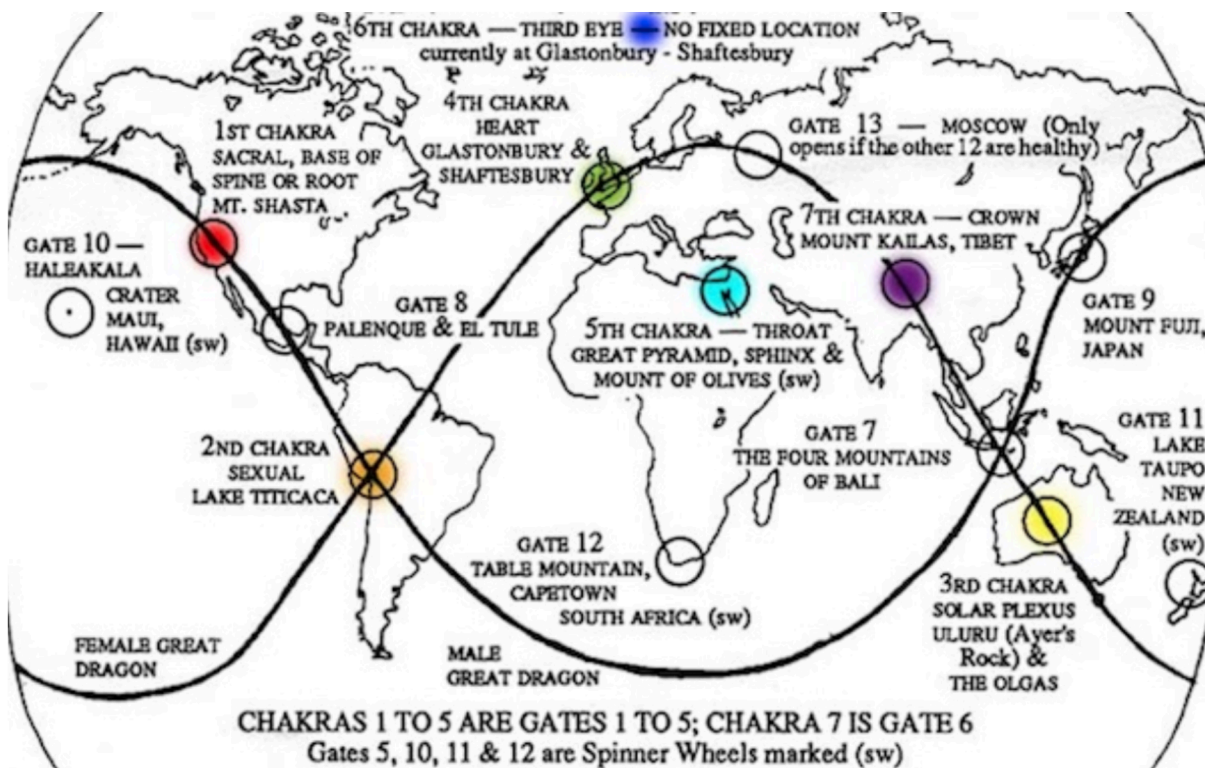 6TH CHAKRA — THIRD EYE — NO FIXED LOCATION
currently at Glastonbury - Shaftesbury
4TH CHAKRA
HEART
GLASTONBURY &
SHAFTESBURY
1ST CHAKRA
SACRAL, BASE OF
SPINE OR ROOT
MT. SHASTA
GATE 13 — MOSCOW (Only
opens if the other 12 are healthy)
7TH CHAKRA — CROWN
MOUNT KAILAS, TIBET
GATE 10 —
HALEAKALA
CRATER
MAUI,
HAWAII (sw)
GATE 8
PALENQUE & EL TULE
5TH CHAKRA — THROAT
GREAT PYRAMID, SPHINX &
MOUNT OF OLIVES (sw)
GATE 9
MOUNT FUJI,
JAPAN
2ND CHAKRA
SEXUAL
LAKE TITICACA
GATE 7
THE FOUR MOUNTAINS
OF BALI
GATE 11
LAKE
TAUPO
NEW
ZEALAND
(sw)
GATE 12
TABLE MOUNTAIN,
CAPETOWN
SOUTH AFRICA (sw)
3RD CHAKRA
SOLAR PLEXUS
ULURU (Ayer's
Rock) &
THE OLGAS
FEMALE GREAT
DRAGON
MALE
GREAT DRAGON
CHAKRAS 1 TO 5 ARE GATES 1 TO 5; CHAKRA 7 IS GATE 6
Gates 5, 10, 11 & 12 are Spinner Wheels marked (sw)